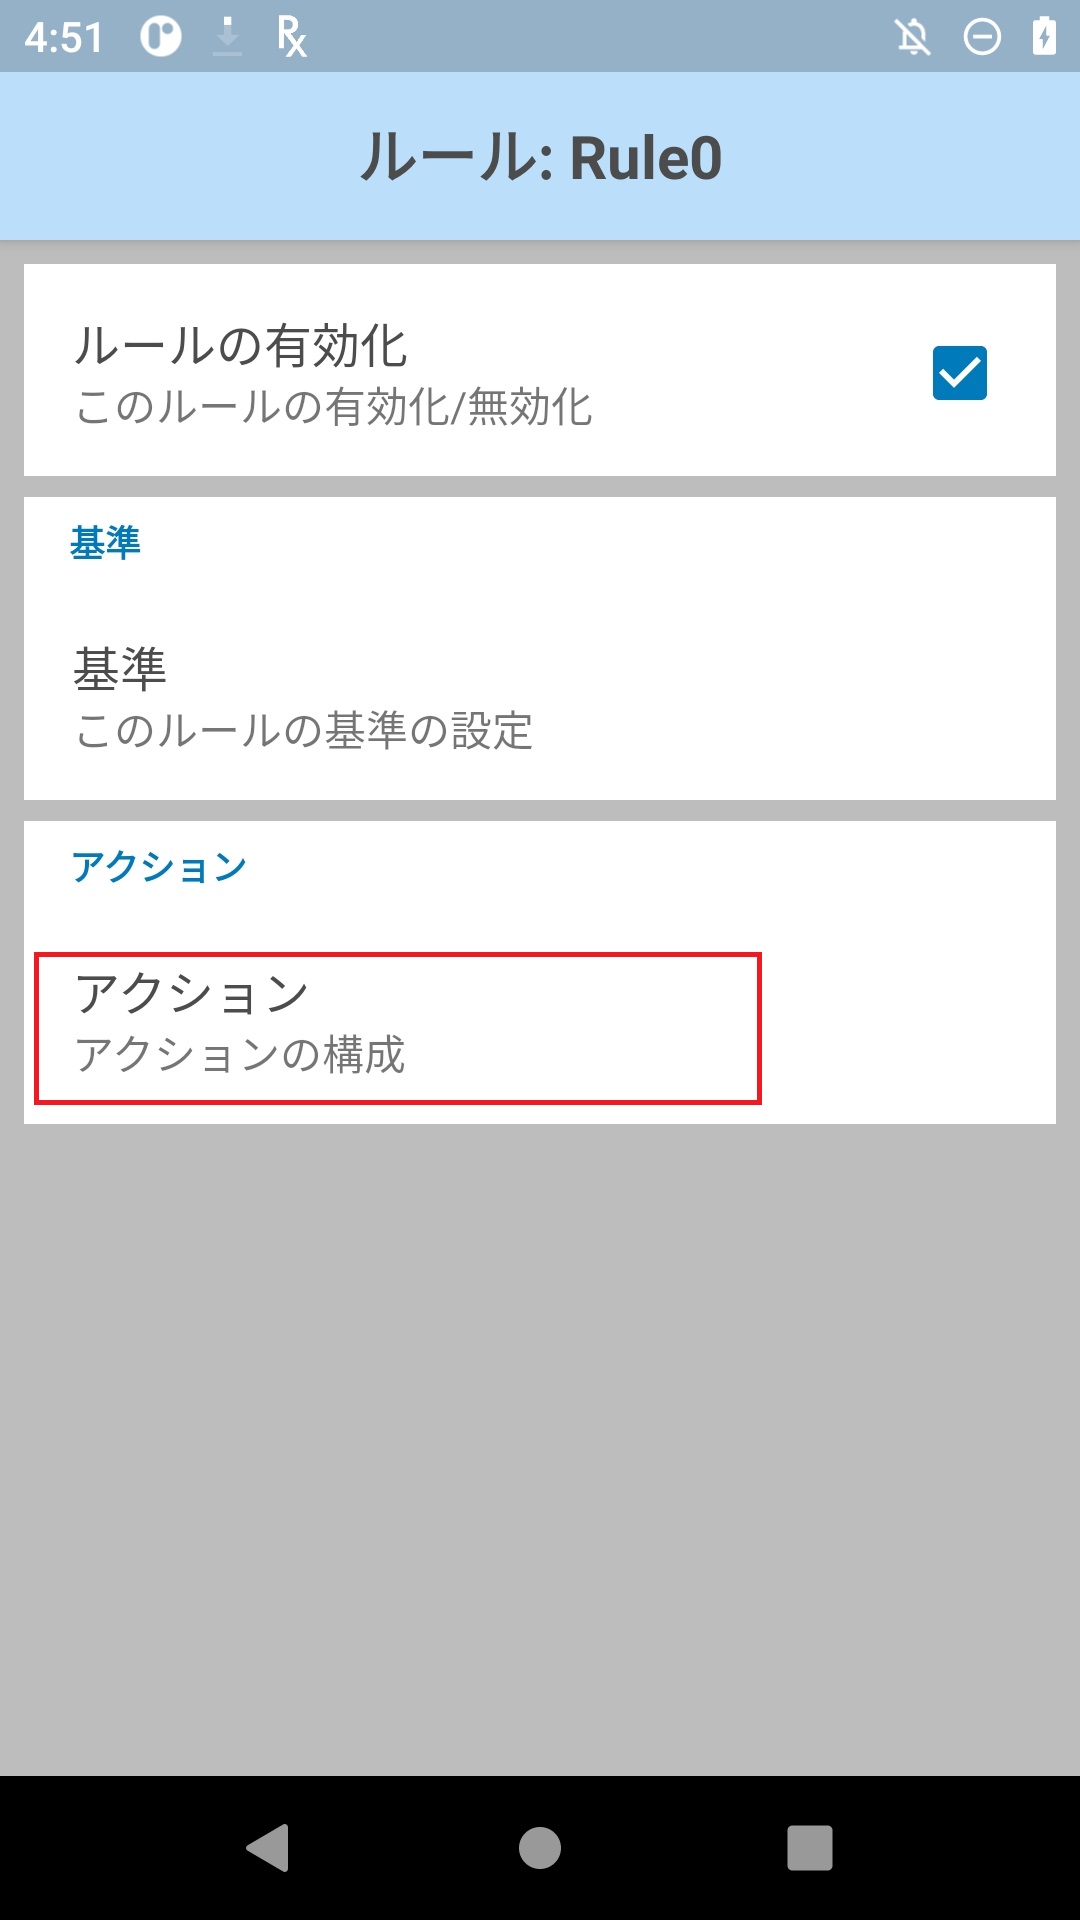 4:51
ルール: Rule0
ルールの有効化
このルールの有効化/無効化
基準
基準
このルールの基準の設定
アクション
アクション
アクションの構成